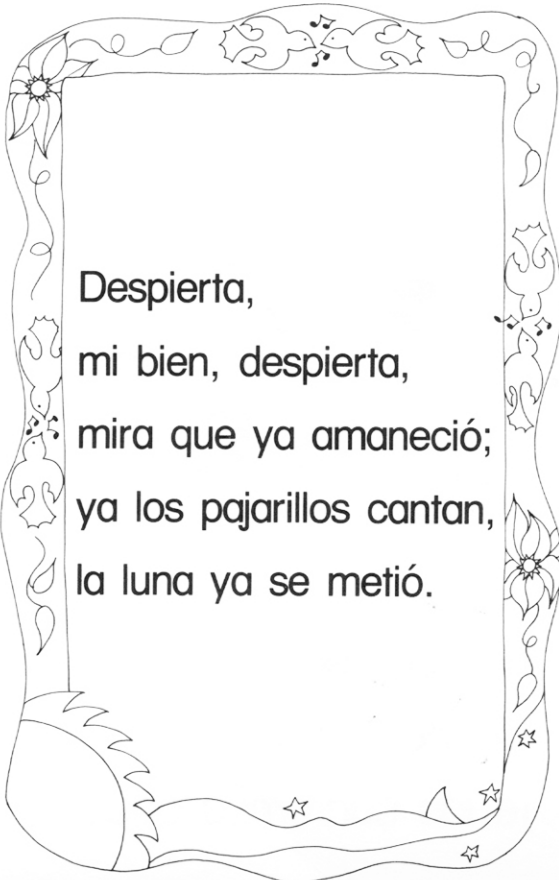 Despierta,
mi bien, despierta,
mira que ya amaneció;
ya los pajarillos cantan,
la luna ya se metió.